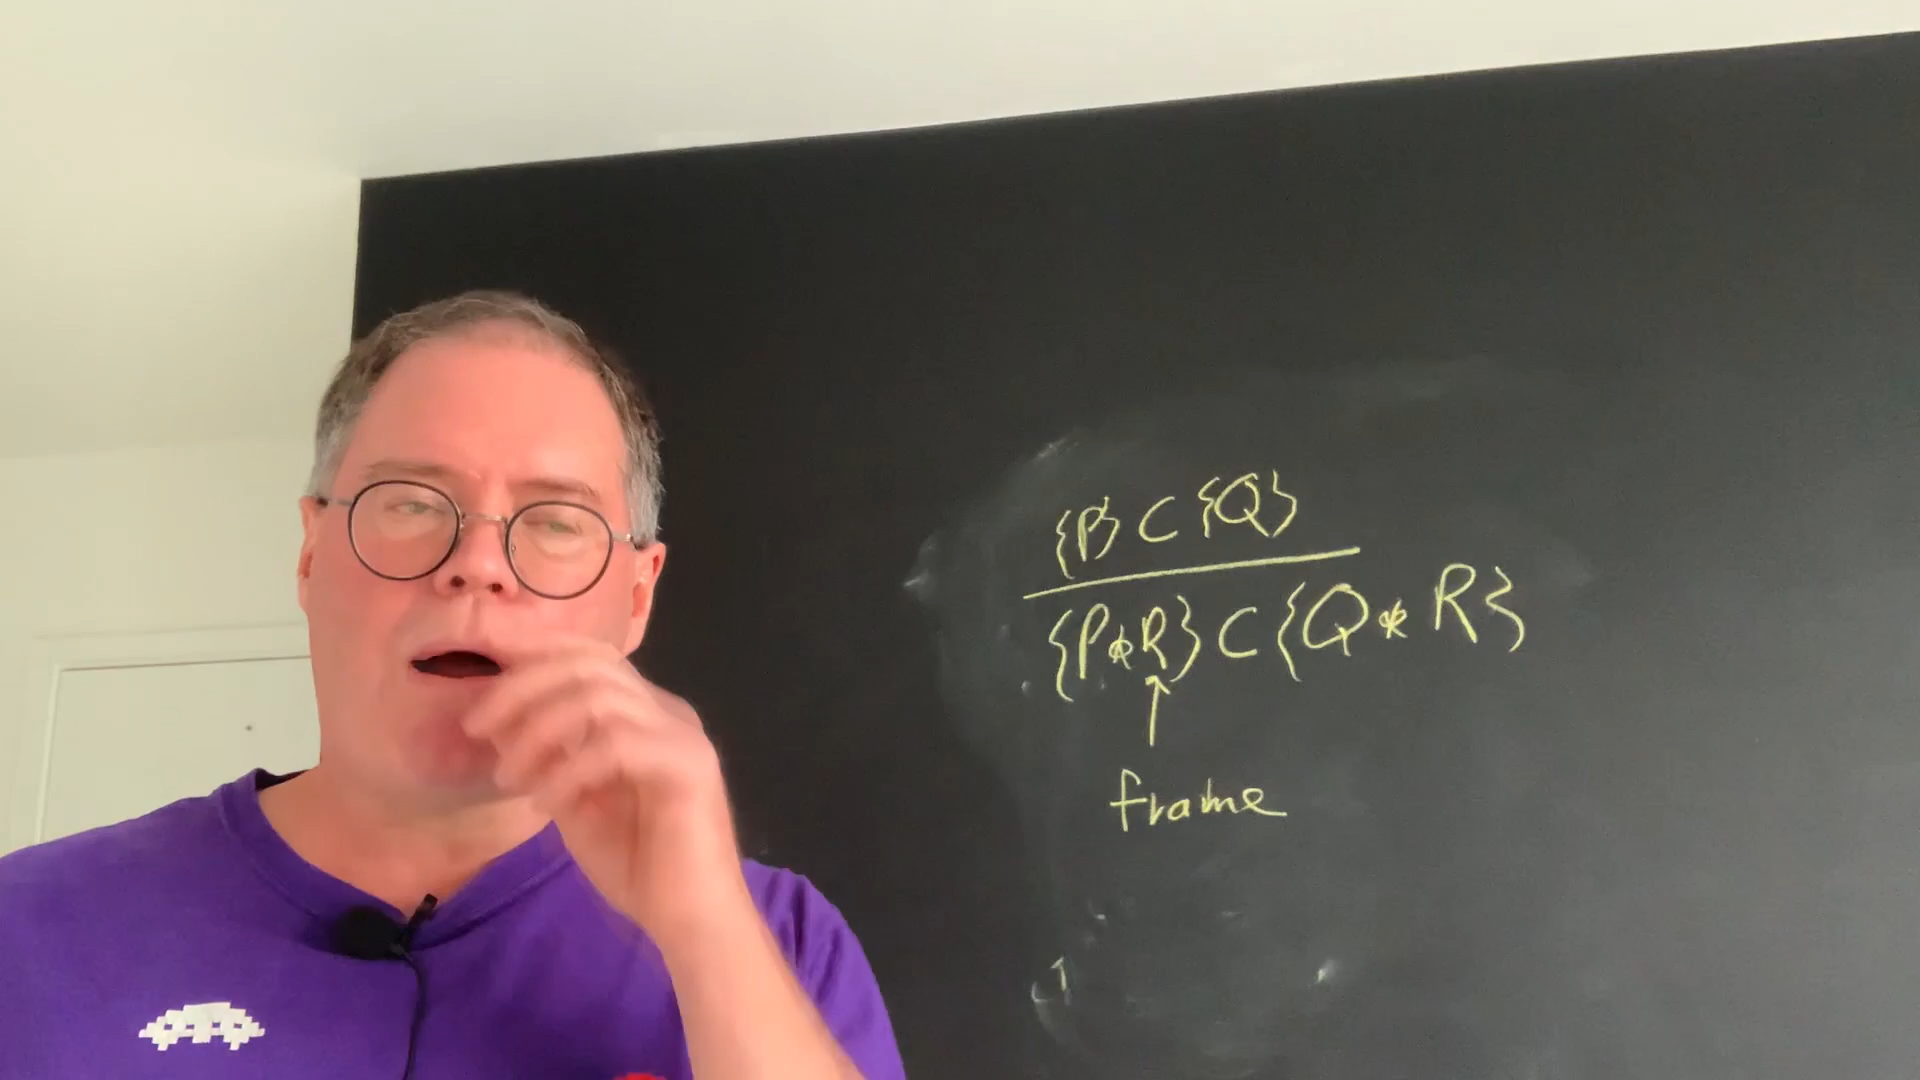 {P} C {Q}
{P * R} C {Q * R}
↑
frame